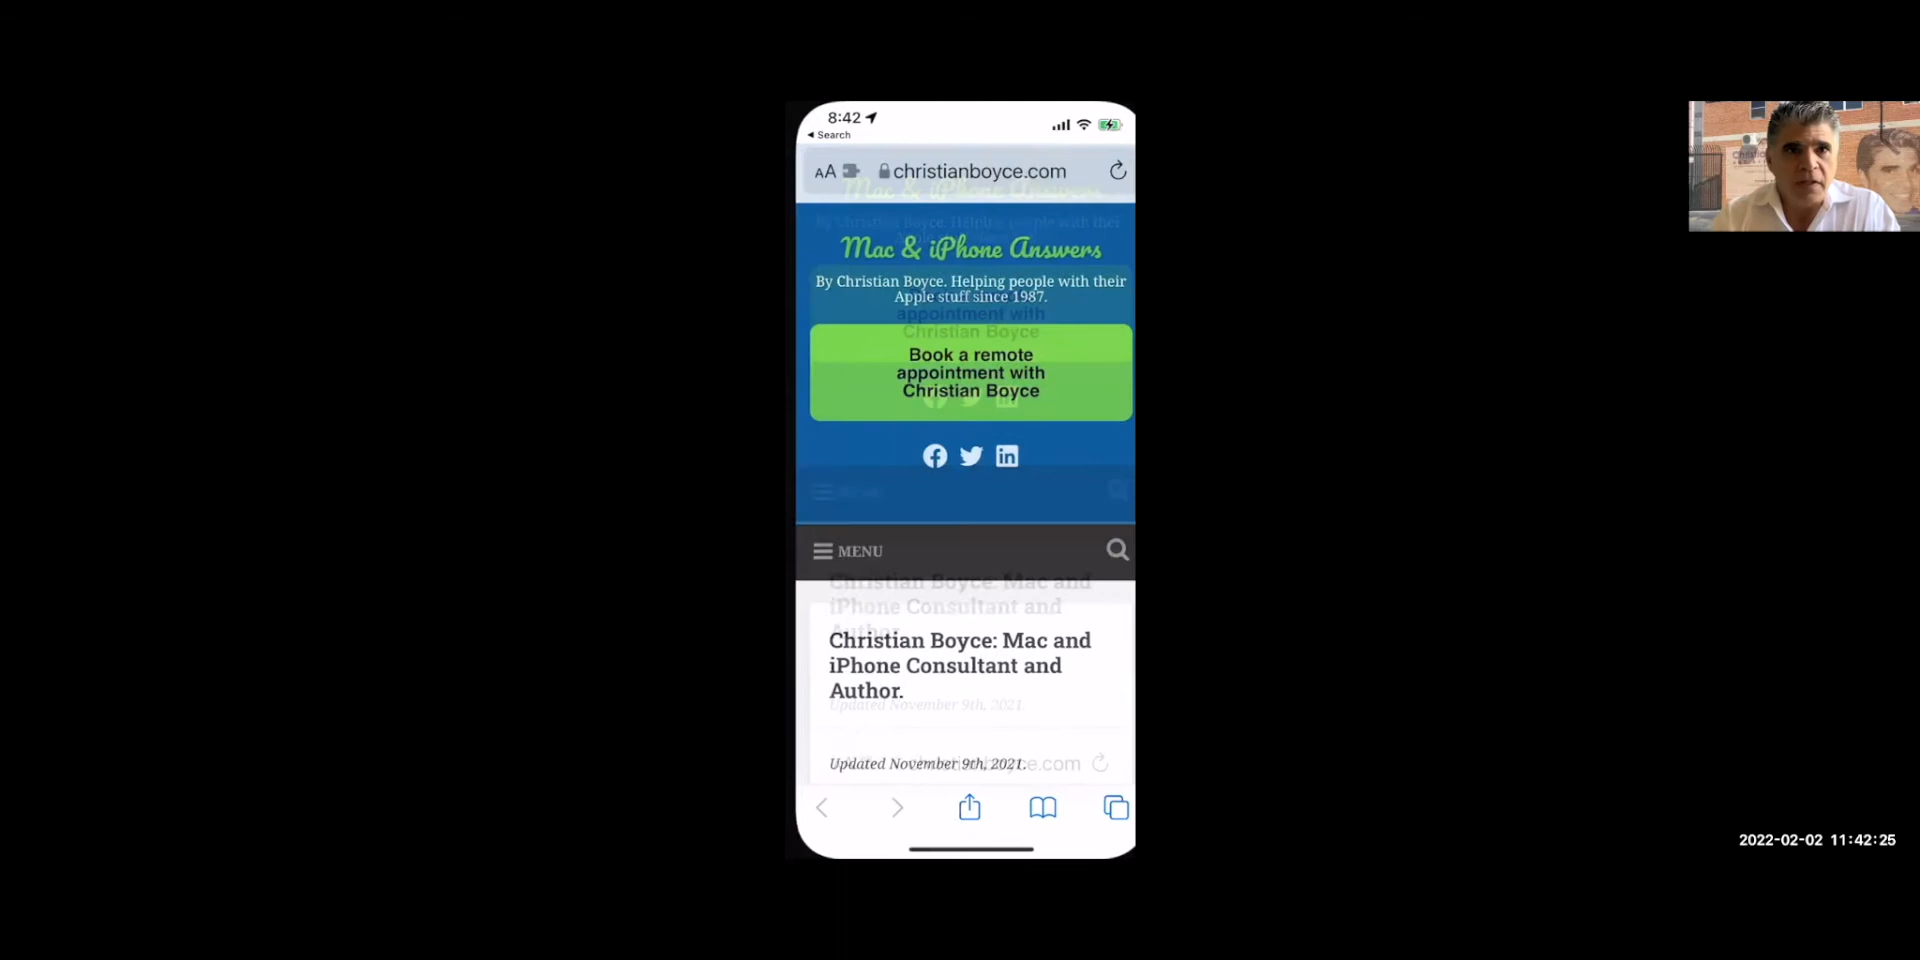 8:42
Search
AA christianboyce.com
Mac & iPhone Answers
By Christian Boyce. Helping people with their
Apple stuff since 1987.
Book a remote
appointment with
Christian Boyce
MENU
Christian Boyce: Mac and
iPhone Consultant and
Author.
Updated November 9th, 2021.
2022-02-02 11:42:25